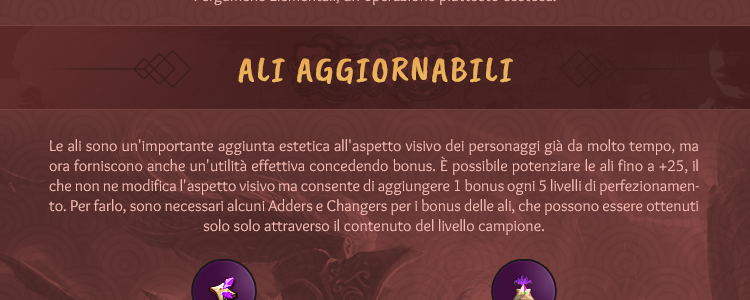 ALI AGGIORNABILI
Le ali sono un'importante aggiunta estetica all'aspetto visivo dei personaggi già da molto tempo, ma
ora forniscono anche un'utilità effettiva concedendo bonus. È possibile potenziare le ali fino a +25, il
che non ne modifica l'aspetto visivo ma consente di aggiungere 1 bonus ogni 5 livelli di perfezionamen-
to. Per farlo, sono necessari alcuni Adders e Changers per i bonus delle ali, che possono essere ottenuti
solo solo attraverso il contenuto del livello campione.